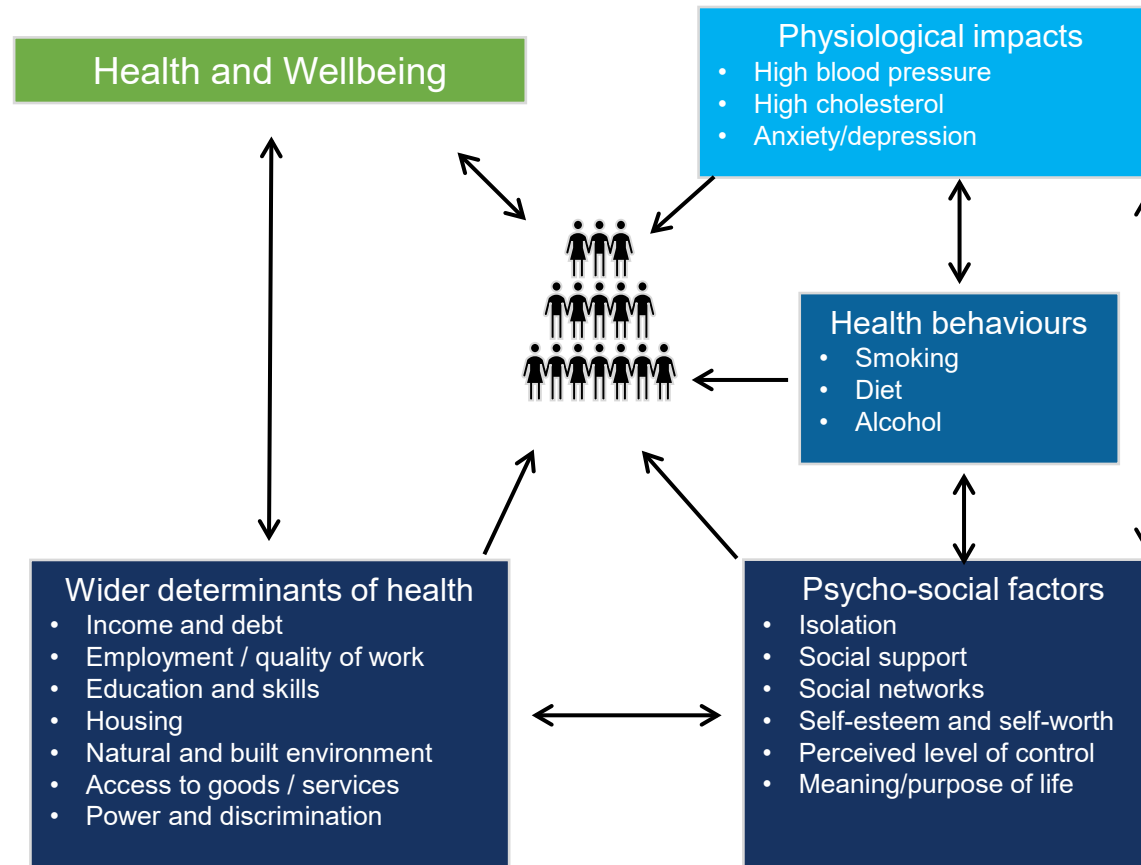 Health and Wellbeing
Physiological impacts
• High blood pressure
• High cholesterol
• Anxiety/depression
Health behaviours
• Smoking
• Diet
• Alcohol
Wider determinants of health
• Income and debt
• Employment / quality of work
• Education and skills
• Housing
• Natural and built environment
• Access to goods / services
• Power and discrimination
Psycho-social factors
• Isolation
• Social support
• Social networks
• Self-esteem and self-worth
• Perceived level of control
• Meaning/purpose of life